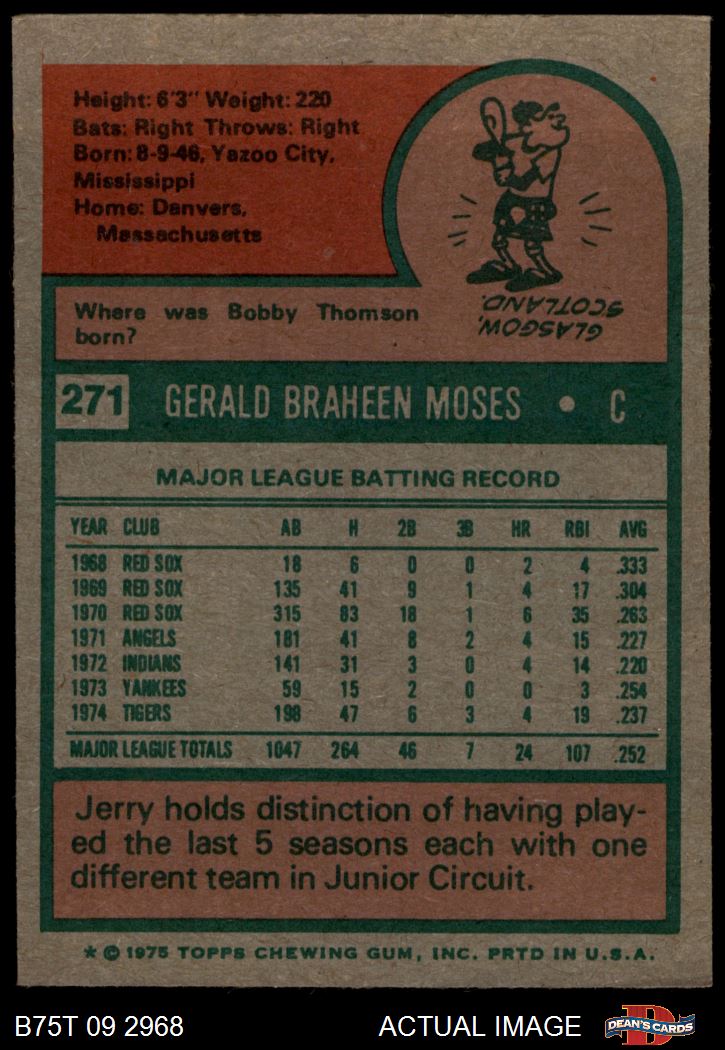 Height: 6'3" Weight: 220
Bats: Right Throws: Right
Born: 8-9-46, Yazoo City,
Mississippi
Home: Danvers,
Massachusetts
GLASGOW,
SCOTLAND.
Where was Bobby Thomson
born?
271 GERALD BRAHEEN MOSES • C
MAJOR LEAGUE BATTING RECORD
YEAR CLUB AB H 2B 3B HR RBI AVG
1968 RED SOX 18 6 0 0 2 4 .333
1969 RED SOX 135 41 9 1 4 17 .304
1970 RED SOX 315 83 18 1 6 35 .263
1971 ANGELS 181 41 8 2 4 15 .227
1972 INDIANS 141 31 3 0 4 14 .220
1973 YANKEES 59 15 2 0 0 3 .254
1974 TIGERS 198 47 6 3 4 19 .237
MAJOR LEAGUE TOTALS 1047 264 46 7 24 107 .252
Jerry holds distinction of having play-
ed the last 5 seasons each with one
different team in Junior Circuit.
* © 1975 TOPPS CHEWING GUM, INC. PRTD IN U.S.A.
B75T 09 2968 ACTUAL IMAGE D DEAN'S CARDS